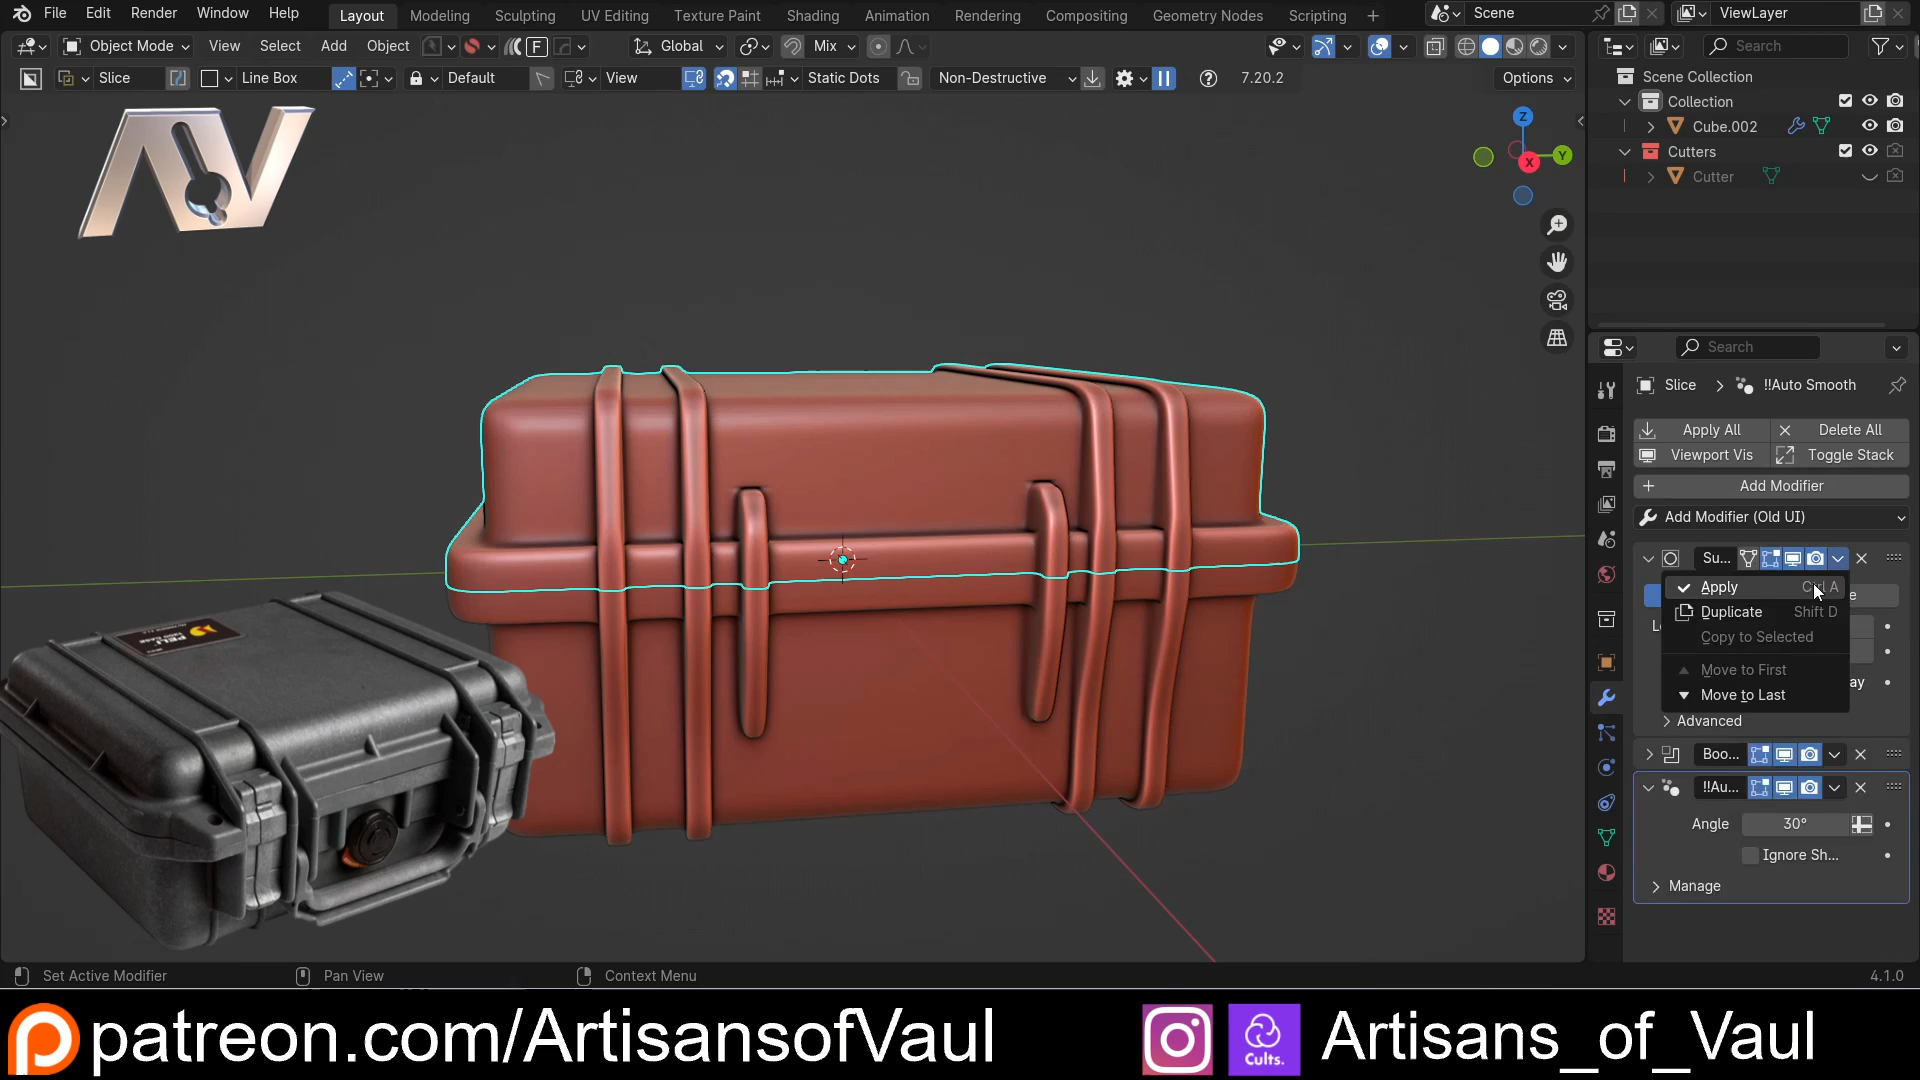 File Edit Render Window Help Layout Modeling Sculpting UV Editing Texture Paint Shading Animation Rendering Compositing Geometry Nodes Scripting + Scene ViewLayer
Object Mode View Select Add Object F Global Mix Search
Slice Line Box Default View Static Dots Non-Destructive 7.20.2 Options
Scene Collection
Collection
Cube.002
Cutters
Cutter
Z
Y
X
Search
Slice > !!Auto Smooth
Apply All Delete All
Viewport Vis Toggle Stack
Add Modifier
Add Modifier (Old UI)
Su...
Apply Ctrl A
Duplicate Shift D
Copy to Selected
Move to First
Move to Last
ay
Advanced
Boo...
!!Au...
Angle 30°
Ignore Sh...
Manage
AV
PELI
Set Active Modifier Pan View Context Menu 4.1.0
patreon.com/ArtisansofVaul Cults. Artisans_of_Vaul